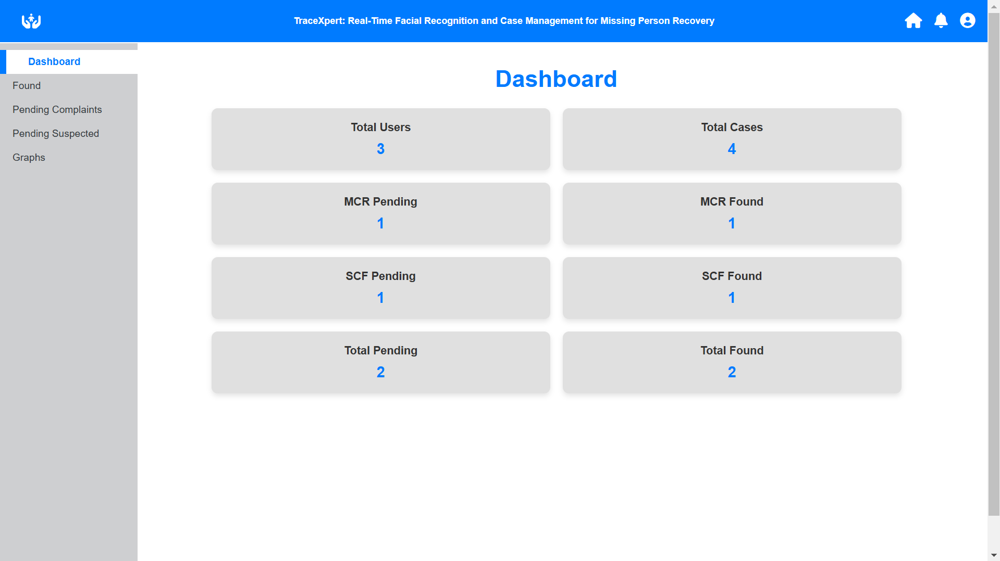 TraceXpert: Real-Time Facial Recognition and Case Management for Missing Person Recovery
Dashboard
Found
Pending Complaints
Pending Suspected
Graphs
Dashboard
Total Users
3
Total Cases
4
MCR Pending
1
MCR Found
1
SCF Pending
1
SCF Found
1
Total Pending
2
Total Found
2